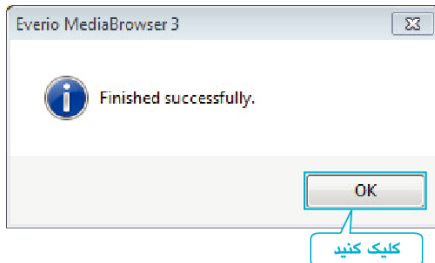 Everio MediaBrowser 3
Finished successfully.
OK
کلیک کنید